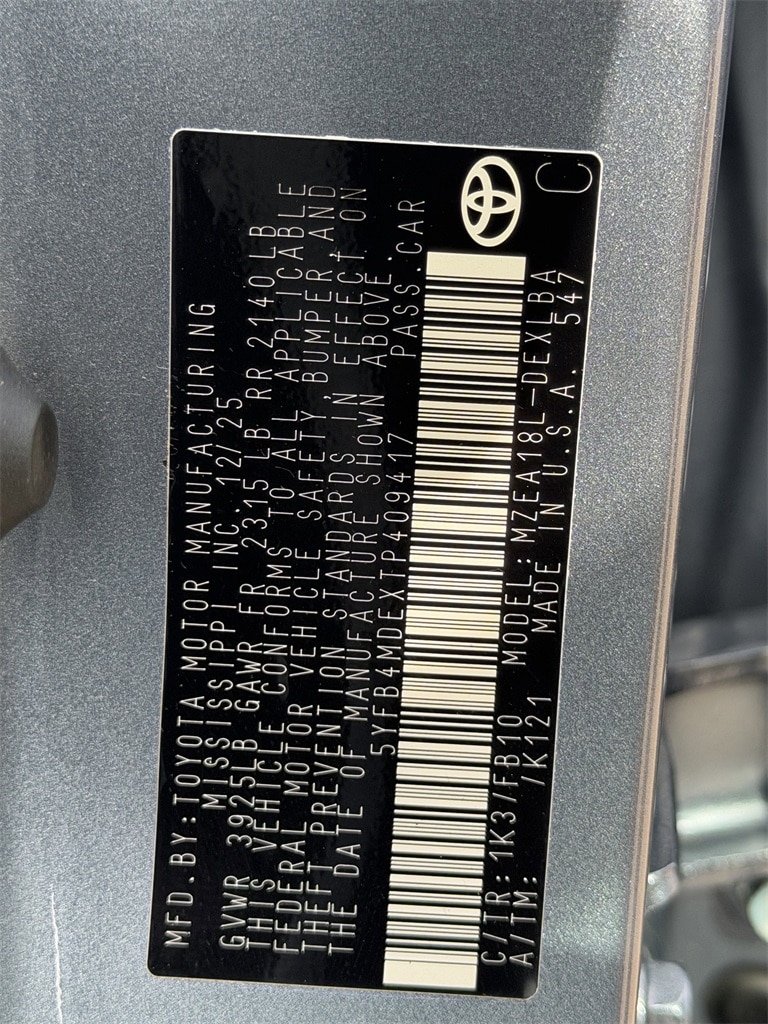 MFD.BY:TOYOTA MOTOR MANUFACTURING
MISSISSIPPI INC. 12/25
GVWR 3925LB GAWR FR 2315 LB RR 2140 LB
THIS VEHICLE CONFORMS TO ALL APPLICABLE
FEDERAL MOTOR VEHICLE SAFETY, BUMPER, AND
THEFT PREVENTION STANDARDS IN EFFECT ON
THE DATE OF MANUFACTURE SHOWN ABOVE.
5YFB4MDEXTP409417 PASS.CAR
C/TR: 1K3/FB10 MODEL: MZEA18L-DEXLBA
A/TM: /K121 MADE IN U.S.A. 547
C